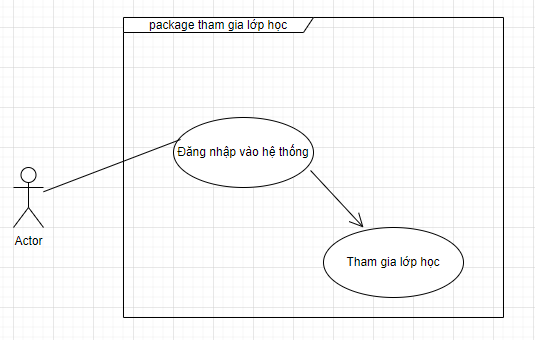 package tham gia lớp học
Đăng nhập vào hệ thống
Actor
Tham gia lớp học